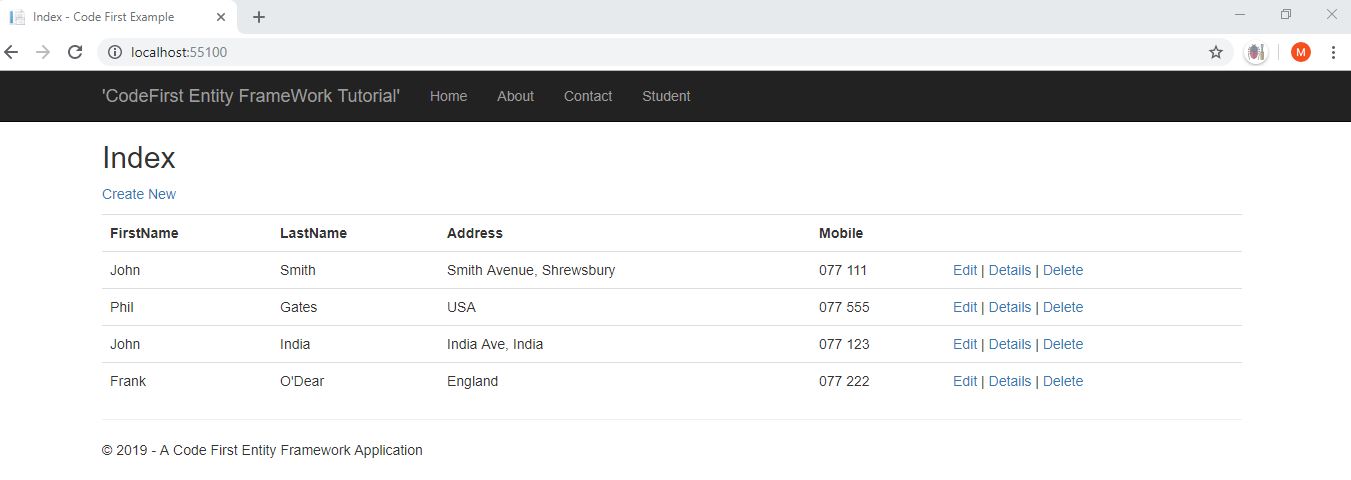 Index - Code First Example
localhost:55100
M
'CodeFirst Entity FrameWork Tutorial' Home About Contact Student
Index
Create New
FirstName LastName Address Mobile
John Smith Smith Avenue, Shrewsbury 077 111 Edit | Details | Delete
Phil Gates USA 077 555 Edit | Details | Delete
John India India Ave, India 077 123 Edit | Details | Delete
Frank O'Dear England 077 222 Edit | Details | Delete
© 2019 - A Code First Entity Framework Application